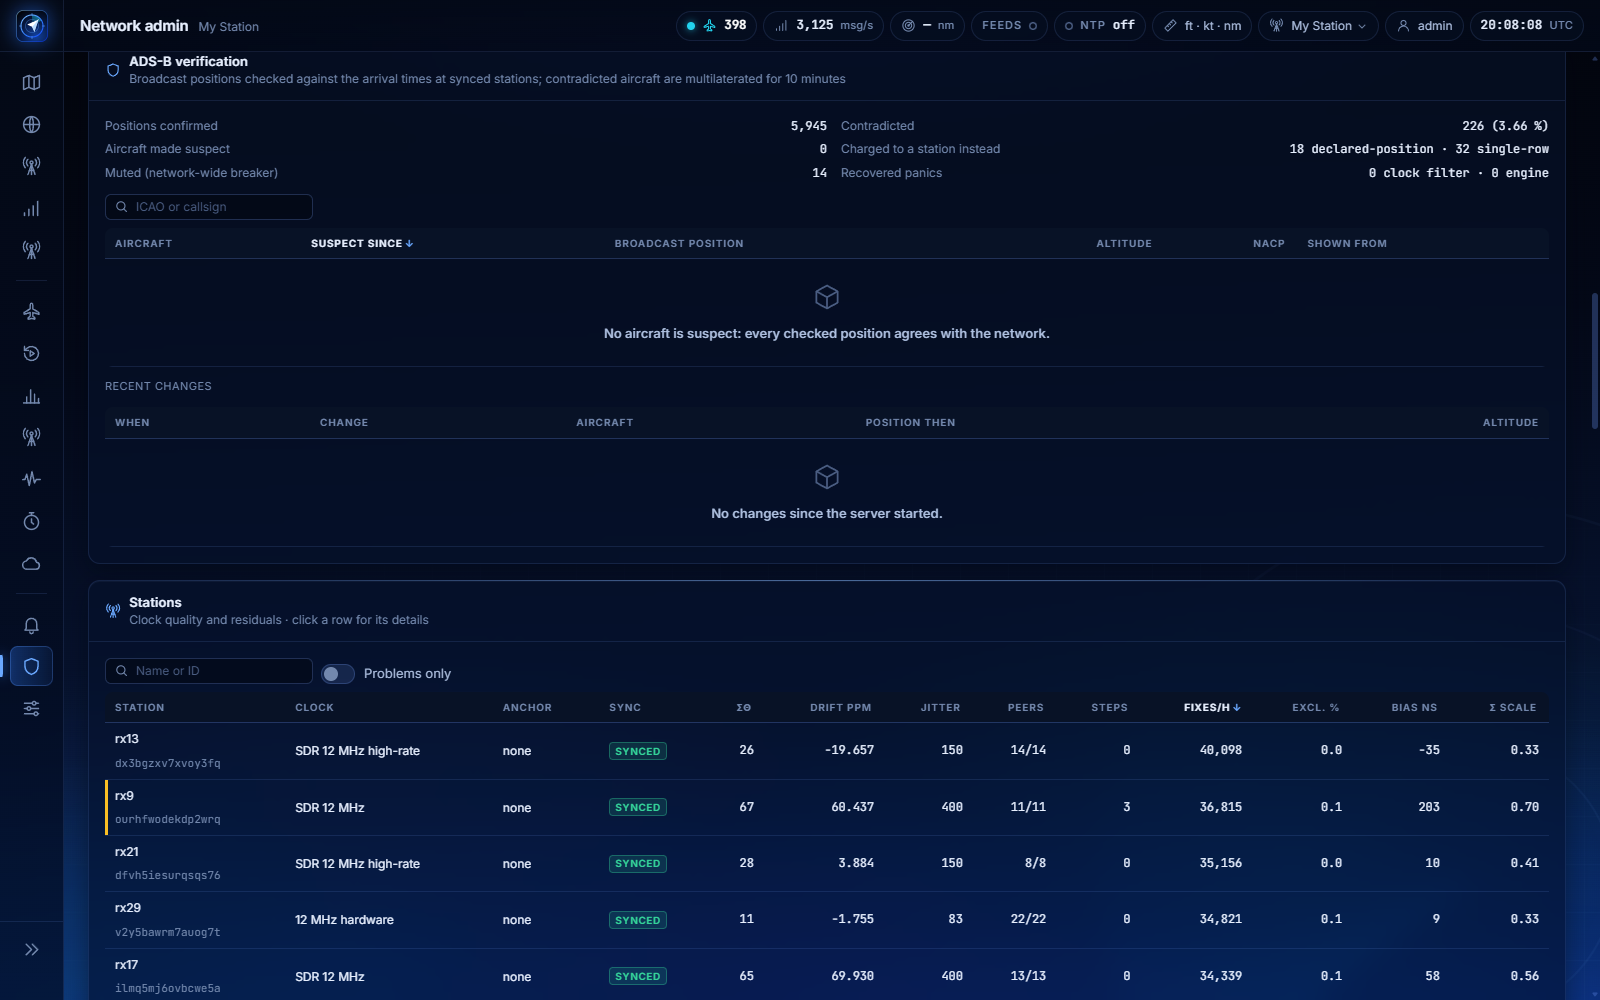 Network admin My Station
398
3,125 msg/s
– nm
FEEDS
NTP off
ft · kt · nm
My Station
admin
20:08:08 UTC
ADS-B verification
Broadcast positions checked against the arrival times at synced stations; contradicted aircraft are multilaterated for 10 minutes
Positions confirmed 5,945 Contradicted 226 (3.66 %)
Aircraft made suspect 0 Charged to a station instead 18 declared-position · 32 single-row
Muted (network-wide breaker) 14 Recovered panics 0 clock filter · 0 engine
ICAO or callsign
AIRCRAFT SUSPECT SINCE ↓ BROADCAST POSITION ALTITUDE NACP SHOWN FROM
No aircraft is suspect: every checked position agrees with the network.
RECENT CHANGES
WHEN CHANGE AIRCRAFT POSITION THEN ALTITUDE
No changes since the server started.
Stations
Clock quality and residuals · click a row for its details
Name or ID Problems only
STATION CLOCK ANCHOR SYNC ΣΘ DRIFT PPM JITTER PEERS STEPS FIXES/H ↓ EXCL. % BIAS NS Σ SCALE
rx13
dx3bgzxv7xvoy3fq SDR 12 MHz high-rate none SYNCED 26 -19.657 150 14/14 0 40,098 0.0 -35 0.33
rx9
ourhfwodekdp2wrq SDR 12 MHz none SYNCED 67 60.437 400 11/11 3 36,815 0.1 203 0.70
rx21
dfvh5iesurqsqs76 SDR 12 MHz high-rate none SYNCED 28 3.884 150 8/8 0 35,156 0.0 10 0.41
rx29
v2y5bawrm7auog7t 12 MHz hardware none SYNCED 11 -1.755 83 22/22 0 34,821 0.1 9 0.33
rx17
ilmq5mj6ovbcwe5a SDR 12 MHz none SYNCED 65 69.930 400 13/13 0 34,339 0.1 58 0.56